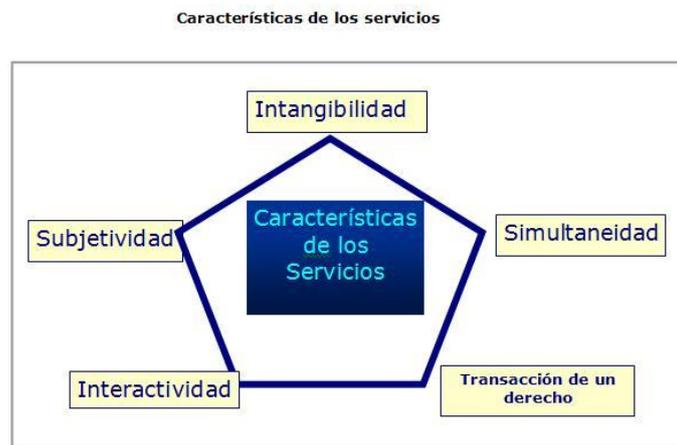 Características de los servicios
Intangibilidad
Subjetividad
Características
de los
Servicios
Simultaneidad
Interactividad
Transacción de un
derecho